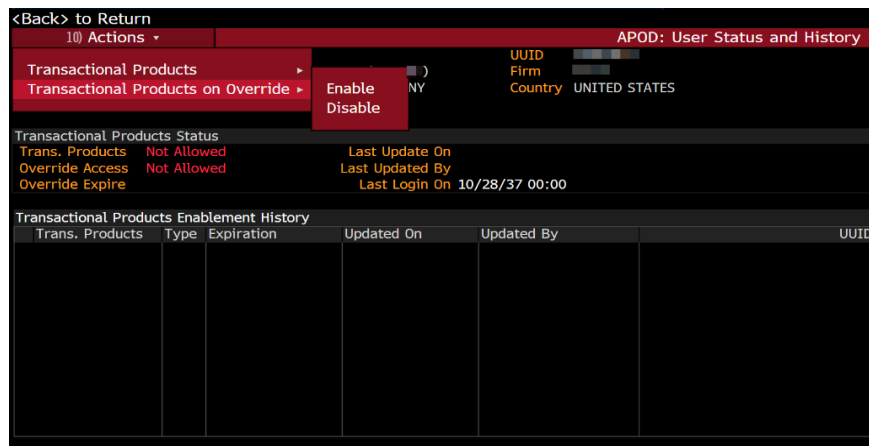 <Back> to Return
10) Actions ▾ APOD: User Status and History
UUID
Transactional Products ▸ ) Firm
Transactional Products on Override ▸ Enable NY Country UNITED STATES
Disable
Transactional Products Status
Trans. Products Not Allowed Last Update On
Override Access Not Allowed Last Updated By
Override Expire Last Login On 10/28/37 00:00
Transactional Products Enablement History
Trans. Products Type Expiration Updated On Updated By UUID